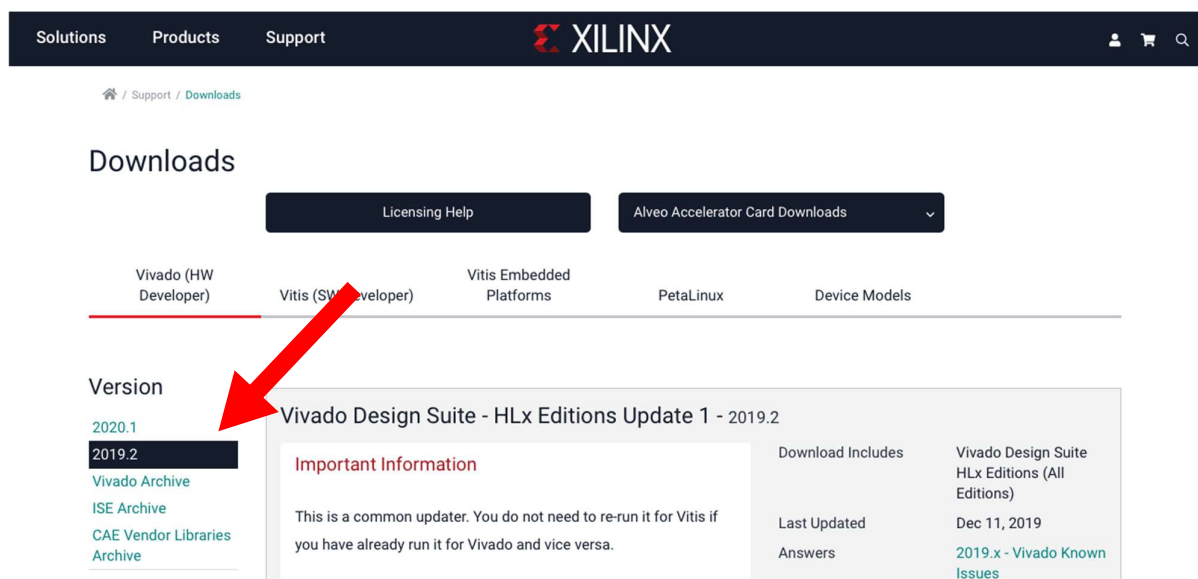 Solutions Products Support XILINX
/ Support / Downloads
Downloads
Licensing Help Alveo Accelerator Card Downloads
Vivado (HW
Developer)
Vitis (SW Developer)
Vitis Embedded
Platforms
PetaLinux
Device Models
Version
2020.1
2019.2
Vivado Archive
ISE Archive
CAE Vendor Libraries
Archive
Vivado Design Suite - HLx Editions Update 1 - 2019.2
Important Information
This is a common updater. You do not need to re-run it for Vitis if
you have already run it for Vivado and vice versa.
Download Includes
Vivado Design Suite
HLx Editions (All
Editions)
Last Updated
Dec 11, 2019
Answers
2019.x - Vivado Known
Issues